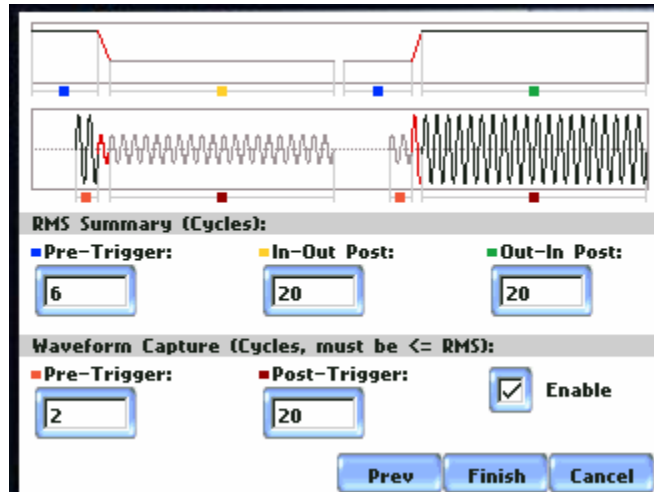 RMS Summary (Cycles):
Pre-Trigger: In-Out Post: Out-In Post:
6 20 20
Waveform Capture (Cycles, must be <= RMS):
Pre-Trigger: Post-Trigger:
2 20 Enable
Prev Finish Cancel